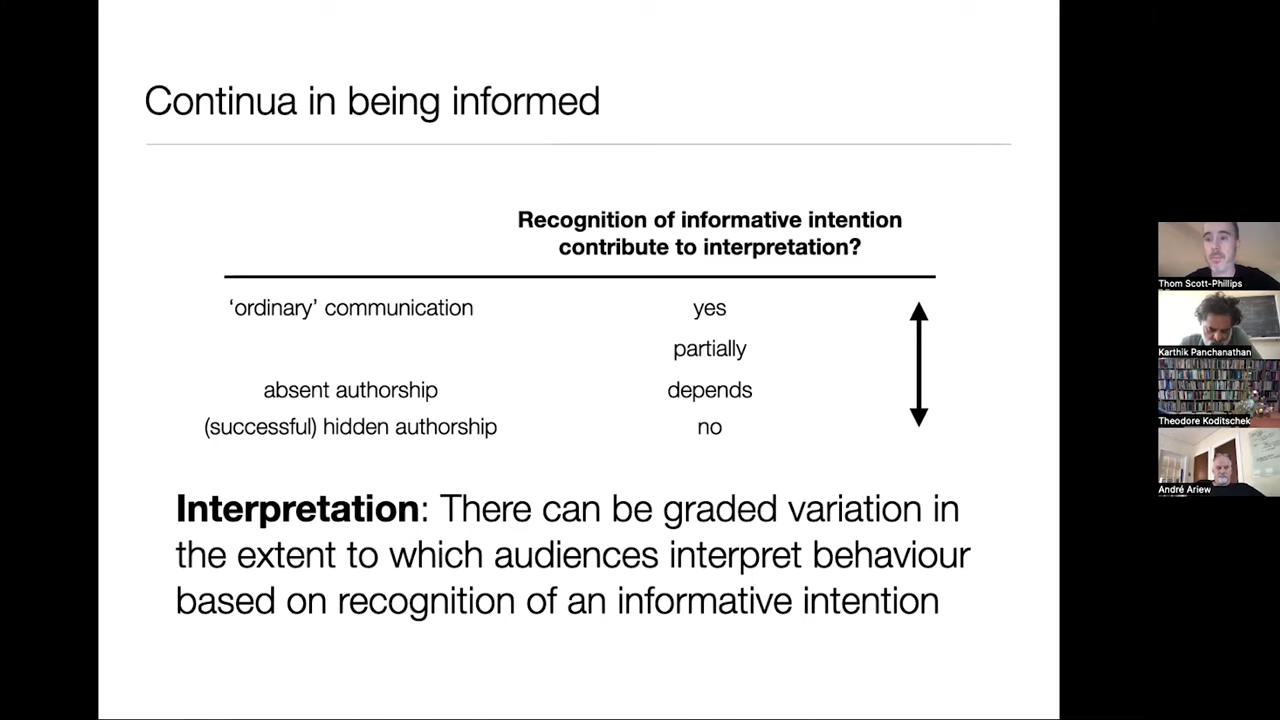 Continua in being informed
Recognition of informative intention
contribute to interpretation?
‘ordinary’ communication yes
partially
absent authorship depends
(successful) hidden authorship no
Interpretation: There can be graded variation in
the extent to which audiences interpret behaviour
based on recognition of an informative intention
Thom Scott-Phillips
Karthik Panchanathan
Theodore Koditschek
André Ariew